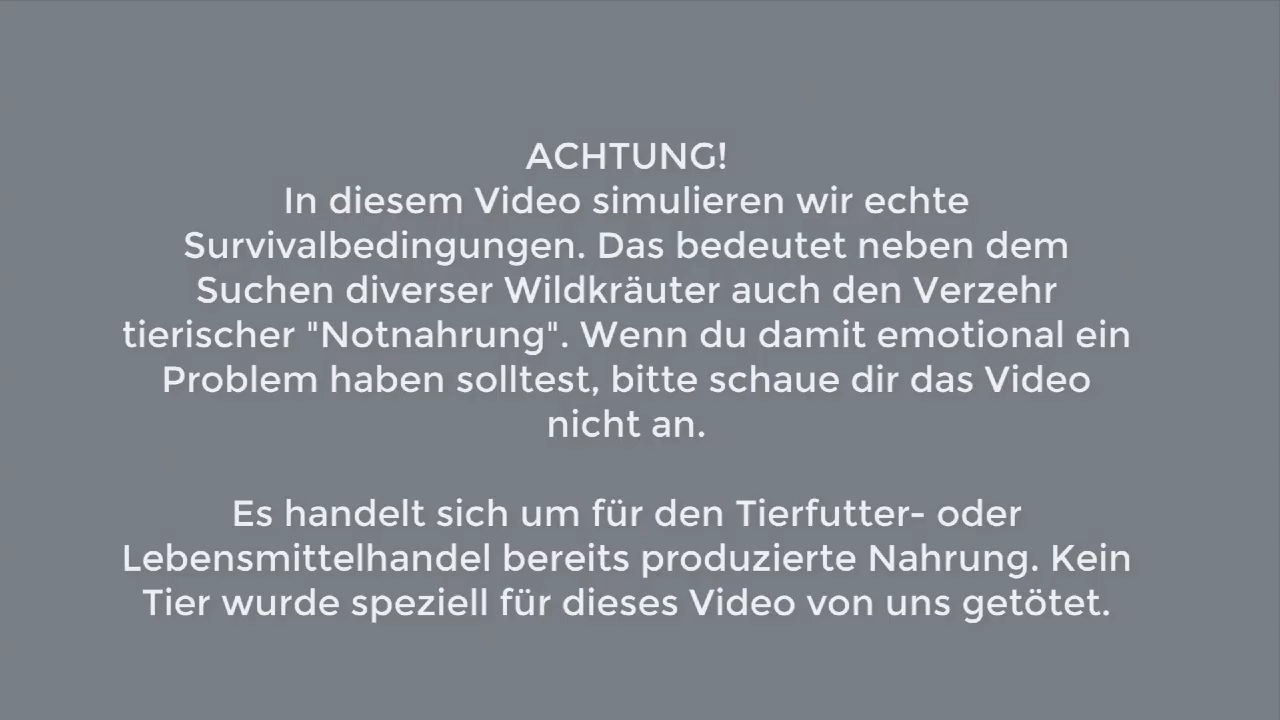 ACHTUNG!
In diesem Video simulieren wir echte
Survivalbedingungen. Das bedeutet neben dem
Suchen diverser Wildkräuter auch den Verzehr
tierischer "Notnahrung". Wenn du damit emotional ein
Problem haben solltest, bitte schaue dir das Video
nicht an.
Es handelt sich um für den Tierfutter- oder
Lebensmittelhandel bereits produzierte Nahrung. Kein
Tier wurde speziell für dieses Video von uns getötet.